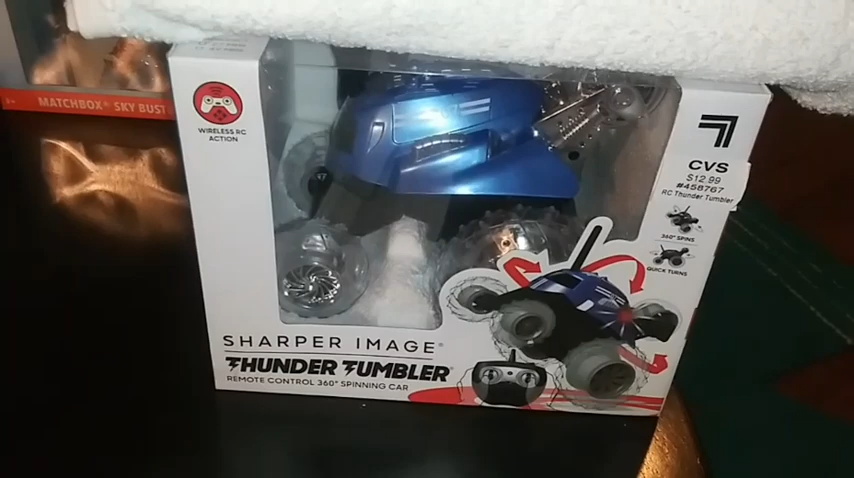 MATCHBOX® SKY BUST
WIRELESS RC
ACTION
CVS
$12.99
#458767
RC Thunder Tumbler
360° SPINS
QUICK TURNS
SHARPER IMAGE®
THUNDER TUMBLER®
REMOTE CONTROL 360° SPINNING CAR